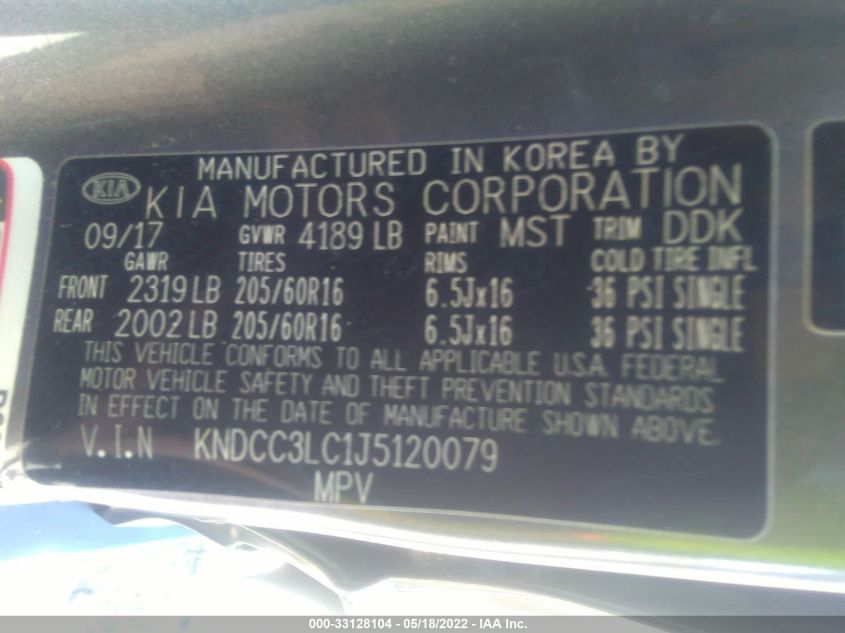 MANUFACTURED IN KOREA BY
KIA KIA MOTORS CORPORATION
09/17 GVWR 4189 LB PAINT MST TRIM DDK
GAWR TIRES RIMS COLD TIRE INFL
FRONT 2319 LB 205/60R16 6.5Jx16 36 PSI SINGLE
REAR 2002 LB 205/60R16 6.5Jx16 36 PSI SINGLE
THIS VEHICLE CONFORMS TO ALL APPLICABLE U.S.A. FEDERAL
MOTOR VEHICLE SAFETY AND THEFT PREVENTION STANDARDS
IN EFFECT ON THE DATE OF MANUFACTURE SHOWN ABOVE.
V.I.N KNDCC3LC1J5120079
MPV
000-33128104 - 05/18/2022 - IAA Inc.